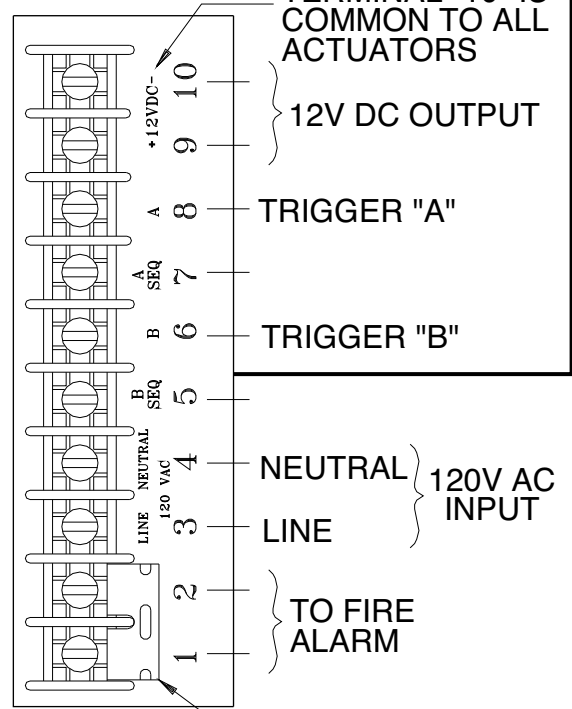 COMMON TO ALL
ACTUATORS
+12VDC-
10
12V DC OUTPUT
9
A
8
TRIGGER "A"
A
SEQ
7
B
6
TRIGGER "B"
B
SEQ
5
NEUTRAL
4
NEUTRAL
120V AC
INPUT
120 VAC
LINE
3
LINE
2
TO FIRE
ALARM
1